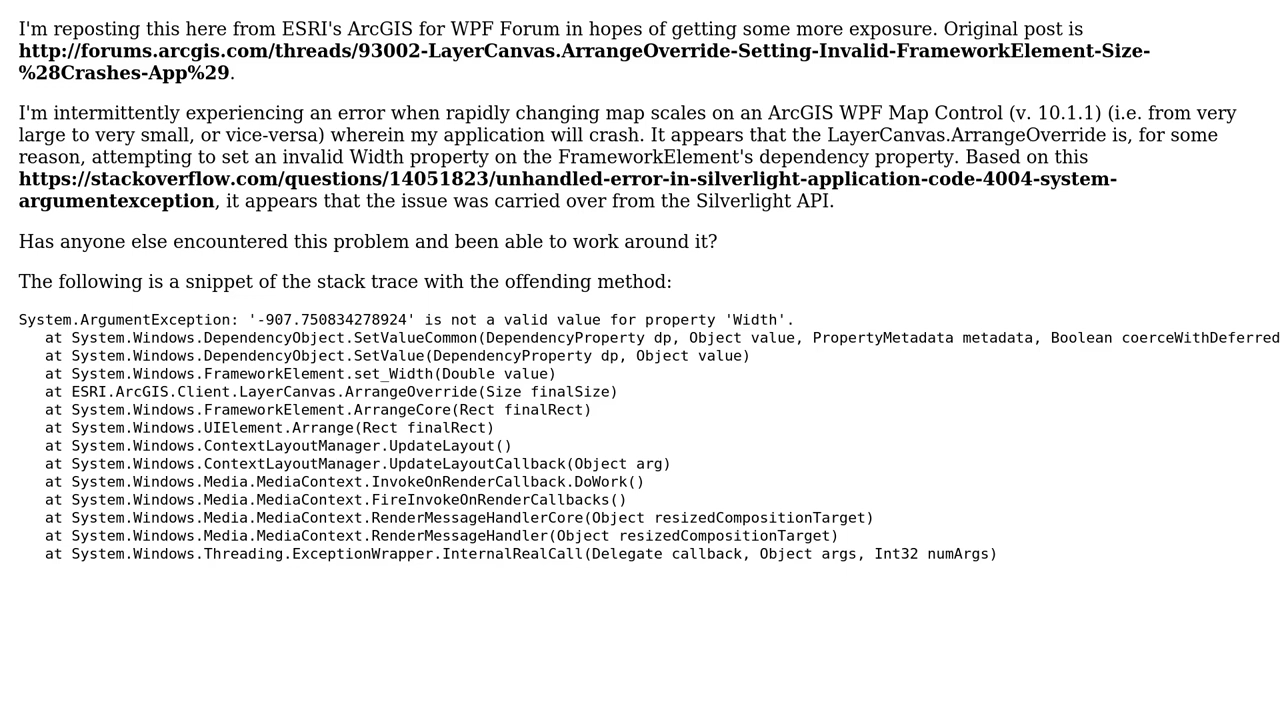 I'm reposting this here from ESRI's ArcGIS for WPF Forum in hopes of getting some more exposure. Original post is
http://forums.arcgis.com/threads/93002-LayerCanvas.ArrangeOverride-Setting-Invalid-FrameworkElement-Size-
%28Crashes-App%29.
I'm intermittently experiencing an error when rapidly changing map scales on an ArcGIS WPF Map Control (v. 10.1.1) (i.e. from very
large to very small, or vice-versa) wherein my application will crash. It appears that the LayerCanvas.ArrangeOverride is, for some
reason, attempting to set an invalid Width property on the FrameworkElement's dependency property. Based on this
https://stackoverflow.com/questions/14051823/unhandled-error-in-silverlight-application-code-4004-system-
argumentexception, it appears that the issue was carried over from the Silverlight API.
Has anyone else encountered this problem and been able to work around it?
The following is a snippet of the stack trace with the offending method:
System.ArgumentException: '-907.750834278924' is not a valid value for property 'Width'.
   at System.Windows.DependencyObject.SetValueCommon(DependencyProperty dp, Object value, PropertyMetadata metadata, Boolean coerceWithDeferred
   at System.Windows.DependencyObject.SetValue(DependencyProperty dp, Object value)
   at System.Windows.FrameworkElement.set_Width(Double value)
   at ESRI.ArcGIS.Client.LayerCanvas.ArrangeOverride(Size finalSize)
   at System.Windows.FrameworkElement.ArrangeCore(Rect finalRect)
   at System.Windows.UIElement.Arrange(Rect finalRect)
   at System.Windows.ContextLayoutManager.UpdateLayout()
   at System.Windows.ContextLayoutManager.UpdateLayoutCallback(Object arg)
   at System.Windows.Media.MediaContext.InvokeOnRenderCallback.DoWork()
   at System.Windows.Media.MediaContext.FireInvokeOnRenderCallbacks()
   at System.Windows.Media.MediaContext.RenderMessageHandlerCore(Object resizedCompositionTarget)
   at System.Windows.Media.MediaContext.RenderMessageHandler(Object resizedCompositionTarget)
   at System.Windows.Threading.ExceptionWrapper.InternalRealCall(Delegate callback, Object args, Int32 numArgs)